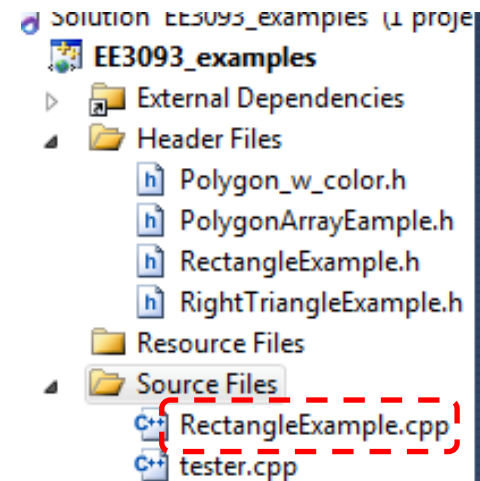 Solution 'EE3093_examples' (1 proje
EE3093_examples
External Dependencies
Header Files
h Polygon_w_color.h
h PolygonArrayEample.h
h RectangleExample.h
h RightTriangleExample.h
Resource Files
Source Files
C++ RectangleExample.cpp
C++ tester.cpp